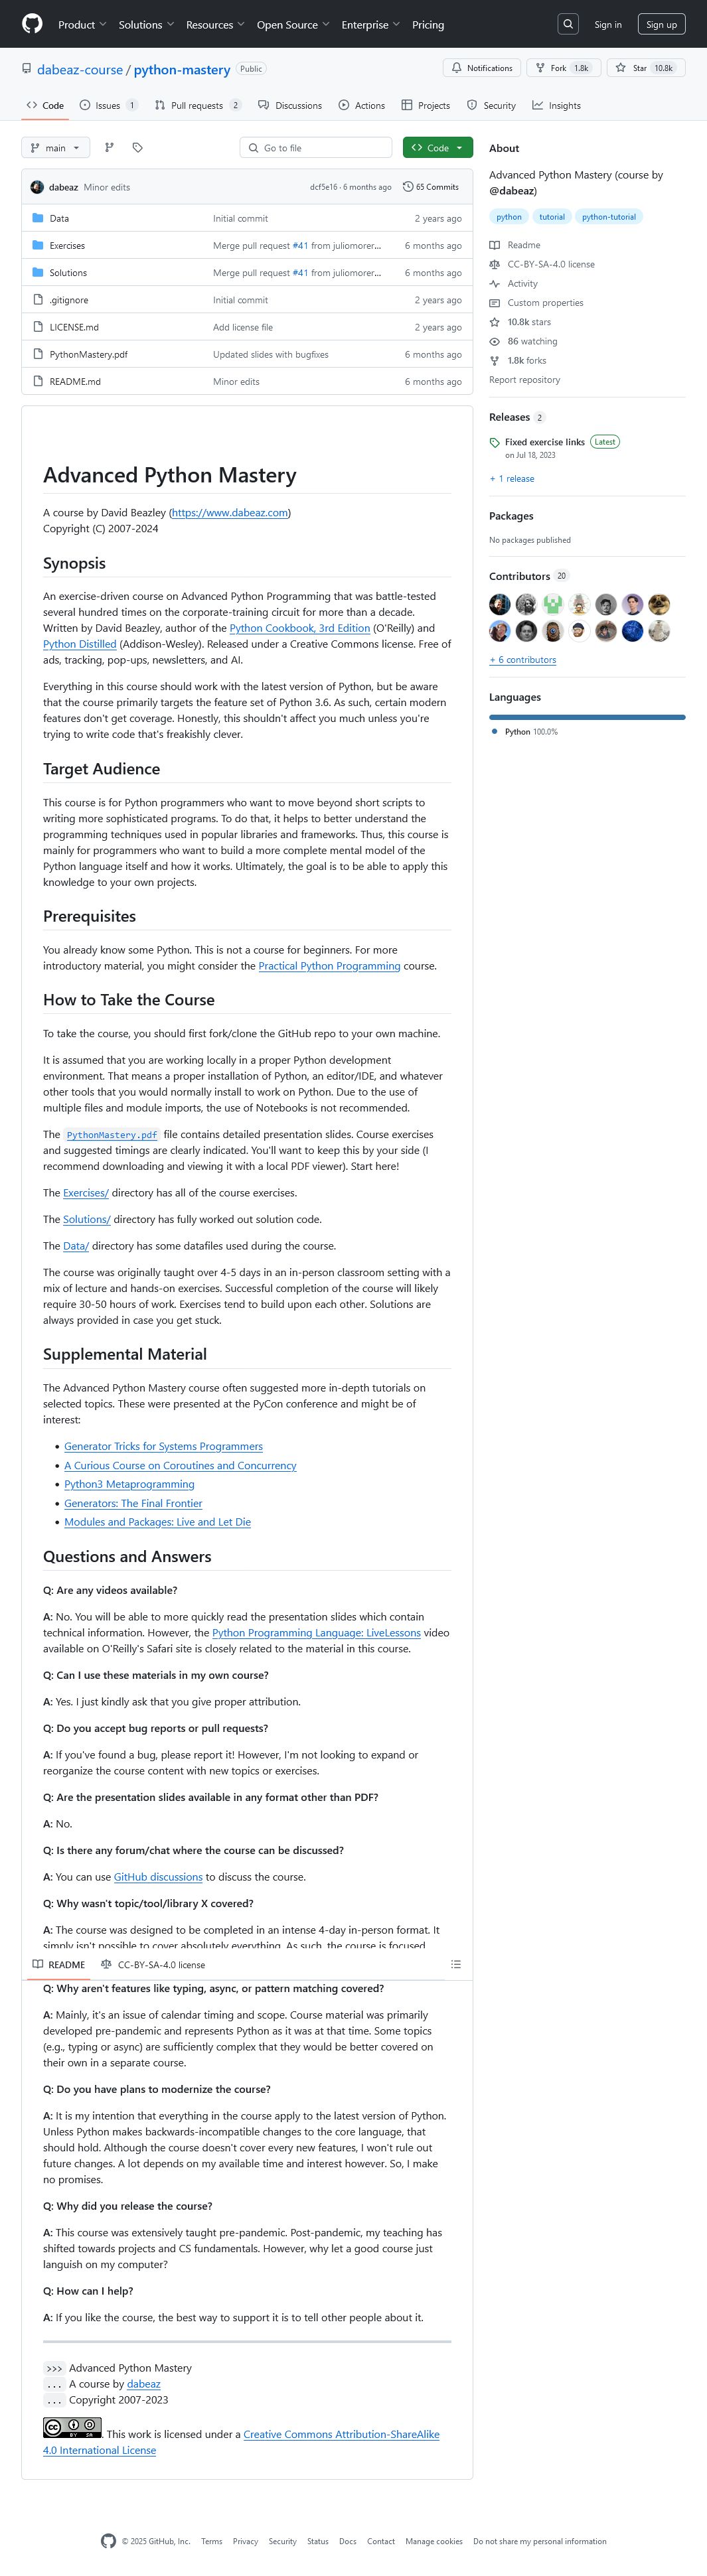 Product Solutions Resources Open Source Enterprise Pricing Sign in Sign up
dabeaz-course / python-mastery Public Notifications Fork 1.8k Star 10.8k
Code Issues 1 Pull requests 2 Discussions Actions Projects Security Insights
main Go to file Code
dabeaz Minor edits dcf5e16 · 6 months ago 65 Commits
Data Initial commit 2 years ago
Exercises Merge pull request #41 from juliomorer... 6 months ago
Solutions Merge pull request #41 from juliomorer... 6 months ago
.gitignore Initial commit 2 years ago
LICENSE.md Add license file 2 years ago
PythonMastery.pdf Updated slides with bugfixes 6 months ago
README.md Minor edits 6 months ago
Advanced Python Mastery
A course by David Beazley (https://www.dabeaz.com)
Copyright (C) 2007-2024
Synopsis
An exercise-driven course on Advanced Python Programming that was battle-tested
several hundred times on the corporate-training circuit for more than a decade.
Written by David Beazley, author of the Python Cookbook, 3rd Edition (O'Reilly) and
Python Distilled (Addison-Wesley). Released under a Creative Commons license. Free of
ads, tracking, pop-ups, newsletters, and AI.
Everything in this course should work with the latest version of Python, but be aware
that the course primarily targets the feature set of Python 3.6. As such, certain modern
features don't get coverage. Honestly, this shouldn't affect you much unless you're
trying to write code that's freakishly clever.
Target Audience
This course is for Python programmers who want to move beyond short scripts to
writing more sophisticated programs. To do that, it helps to better understand the
programming techniques used in popular libraries and frameworks. Thus, this course is
mainly for programmers who want to build a more complete mental model of the
Python language itself and how it works. Ultimately, the goal is to be able to apply this
knowledge to your own projects.
Prerequisites
You already know some Python. This is not a course for beginners. For more
introductory material, you might consider the Practical Python Programming course.
How to Take the Course
To take the course, you should first fork/clone the GitHub repo to your own machine.
It is assumed that you are working locally in a proper Python development
environment. That means a proper installation of Python, an editor/IDE, and whatever
other tools that you would normally install to work on Python. Due to the use of
multiple files and module imports, the use of Notebooks is not recommended.
The PythonMastery.pdf file contains detailed presentation slides. Course exercises
and suggested timings are clearly indicated. You'll want to keep this by your side (I
recommend downloading and viewing it with a local PDF viewer). Start here!
The Exercises/ directory has all of the course exercises.
The Solutions/ directory has fully worked out solution code.
The Data/ directory has some datafiles used during the course.
The course was originally taught over 4-5 days in an in-person classroom setting with a
mix of lecture and hands-on exercises. Successful completion of the course will likely
require 30-50 hours of work. Exercises tend to build upon each other. Solutions are
always provided in case you get stuck.
Supplemental Material
The Advanced Python Mastery course often suggested more in-depth tutorials on
selected topics. These were presented at the PyCon conference and might be of
interest:
• Generator Tricks for Systems Programmers
• A Curious Course on Coroutines and Concurrency
• Python3 Metaprogramming
• Generators: The Final Frontier
• Modules and Packages: Live and Let Die
Questions and Answers
Q: Are any videos available?
A: No. You will be able to more quickly read the presentation slides which contain
technical information. However, the Python Programming Language: LiveLessons video
available on O'Reilly's Safari site is closely related to the material in this course.
Q: Can I use these materials in my own course?
A: Yes. I just kindly ask that you give proper attribution.
Q: Do you accept bug reports or pull requests?
A: If you've found a bug, please report it! However, I'm not looking to expand or
reorganize the course content with new topics or exercises.
Q: Are the presentation slides available in any format other than PDF?
A: No.
Q: Is there any forum/chat where the course can be discussed?
A: You can use GitHub discussions to discuss the course.
Q: Why wasn't topic/tool/library X covered?
A: The course was designed to be completed in an intense 4-day in-person format. It
simply isn't possible to cover absolutely everything. As such, the course is focused
README CC-BY-SA-4.0 license
Q: Why aren't features like typing, async, or pattern matching covered?
A: Mainly, it's an issue of calendar timing and scope. Course material was primarily
developed pre-pandemic and represents Python as it was at that time. Some topics
(e.g., typing or async) are sufficiently complex that they would be better covered on
their own in a separate course.
Q: Do you have plans to modernize the course?
A: It is my intention that everything in the course apply to the latest version of Python.
Unless Python makes backwards-incompatible changes to the core language, that
should hold. Although the course doesn't cover every new features, I won't rule out
future changes. A lot depends on my available time and interest however. So, I make
no promises.
Q: Why did you release the course?
A: This course was extensively taught pre-pandemic. Post-pandemic, my teaching has
shifted towards projects and CS fundamentals. However, why let a good course just
languish on my computer?
Q: How can I help?
A: If you like the course, the best way to support it is to tell other people about it.
>>> Advanced Python Mastery
... A course by dabeaz
... Copyright 2007-2023
CC BY SA. This work is licensed under a Creative Commons Attribution-ShareAlike
4.0 International License
About
Advanced Python Mastery (course by
@dabeaz)
python tutorial python-tutorial
Readme
CC-BY-SA-4.0 license
Activity
Custom properties
10.8k stars
86 watching
1.8k forks
Report repository
Releases 2
Fixed exercise links Latest
on Jul 18, 2023
+ 1 release
Packages
No packages published
Contributors 20
+ 6 contributors
Languages
Python 100.0%
© 2025 GitHub, Inc. Terms Privacy Security Status Docs Contact Manage cookies Do not share my personal information